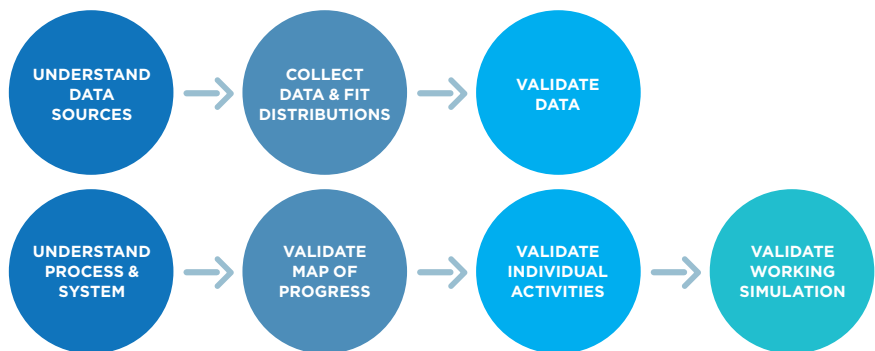 UNDERSTAND
DATA
SOURCES
COLLECT
DATA & FIT
DISTRIBUTIONS
VALIDATE
DATA
UNDERSTAND
PROCESS &
SYSTEM
VALIDATE
MAP OF
PROGRESS
VALIDATE
INDIVIDUAL
ACTIVITIES
VALIDATE
WORKING
SIMULATION